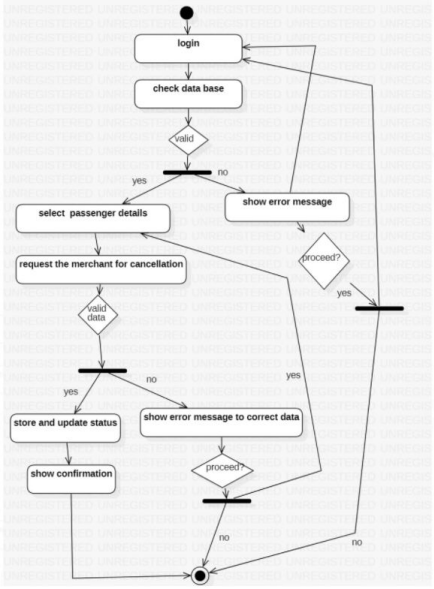 login
check data base
valid
yes
no
select passenger details
show error message
request the merchant for cancellation
proceed?
yes
valid
data
yes
no
yes
store and update status
show error message to correct data
show confirmation
proceed?
no
no